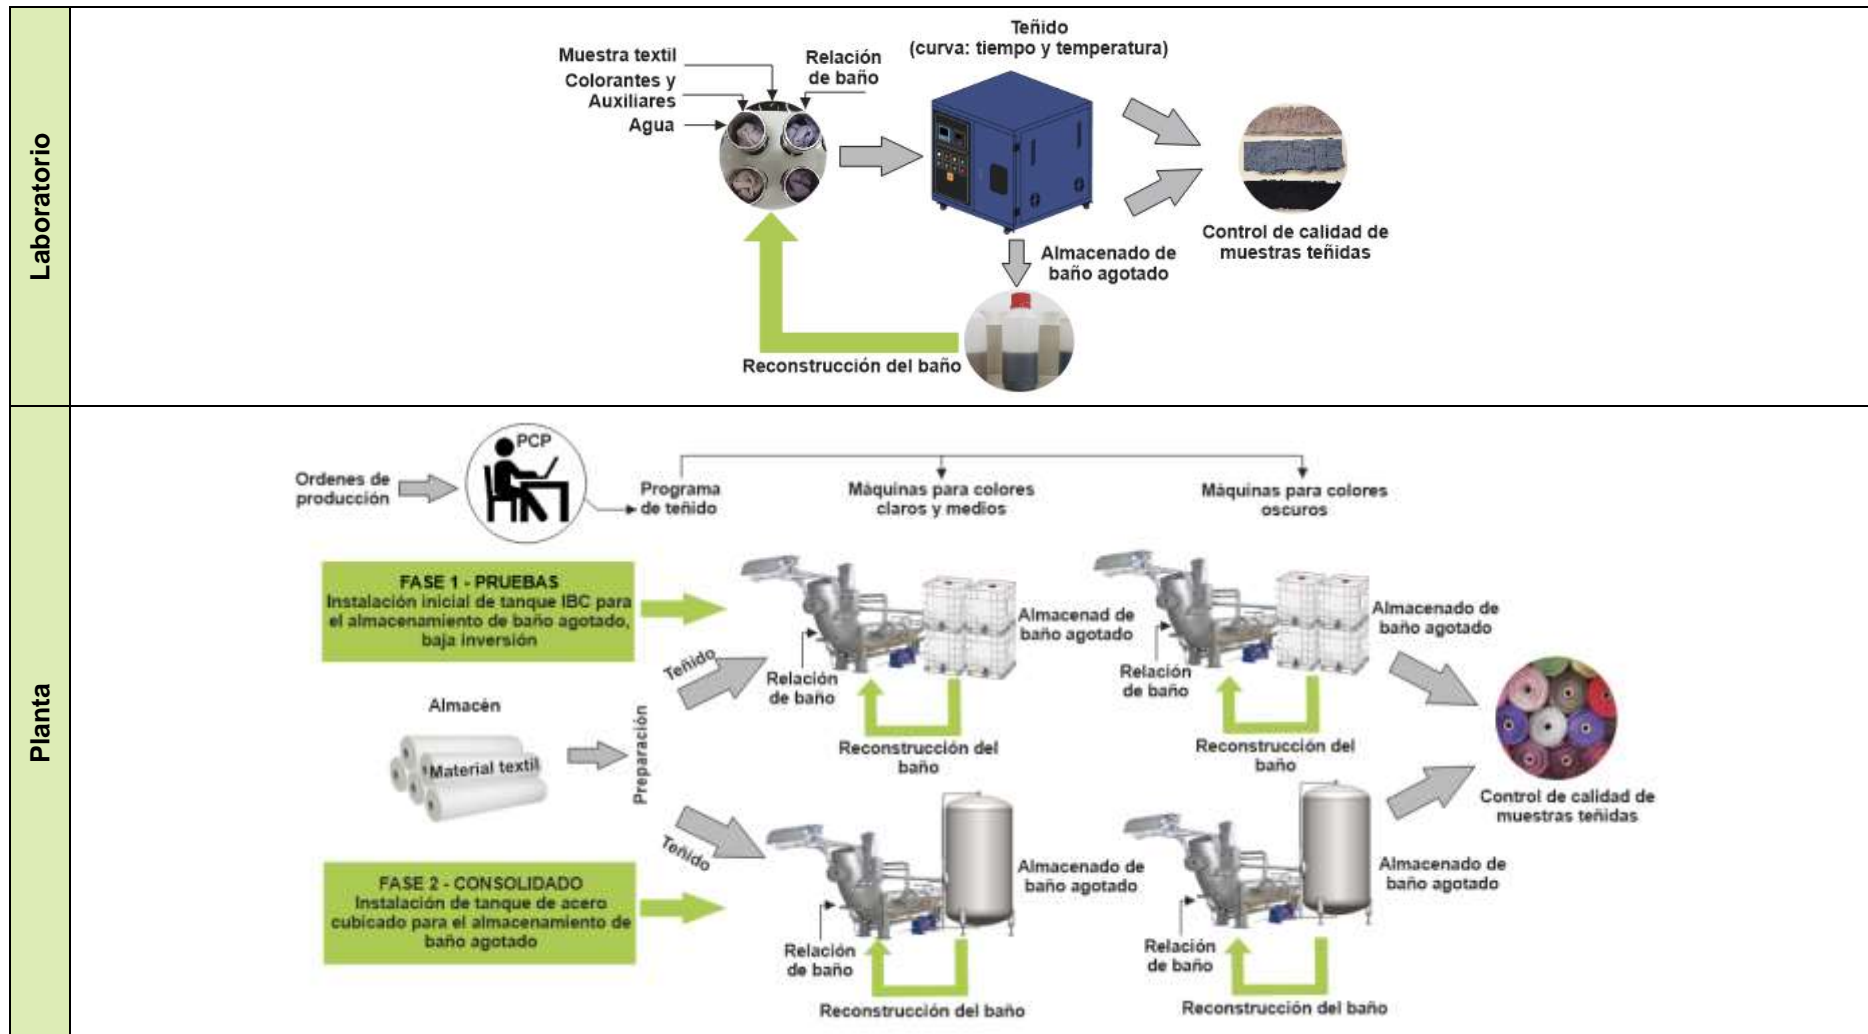 Laboratorio
Teñido
(curva: tiempo y temperatura)
Muestra textil
Colorantes y
Auxiliares
Agua
Relación
de baño
Control de calidad de
muestras teñidas
Almacenado de
baño agotado
Reconstrucción del baño
Planta
PCP
Ordenes de
producción
Programa
de teñido
Máquinas para colores
claros y medios
Máquinas para colores
oscuros
FASE 1 - PRUEBAS
Instalación inicial de tanque IBC para
el almacenamiento de baño agotado,
baja inversión
Teñido
Relación
de baño
Almacenad de
baño agotado
Reconstrucción del
baño
Relación
de baño
Almacenado de
baño agotado
Reconstrucción del
baño
Almacén
Material textil
Preparación
Control de calidad de
muestras teñidas
FASE 2 - CONSOLIDADO
Instalación de tanque de acero
cubicado para el almacenamiento de
baño agotado
Teñido
Relación
de baño
Almacenado de
baño agotado
Reconstrucción del baño
Relación
de baño
Almacenado de
baño agotado
Reconstrucción del baño